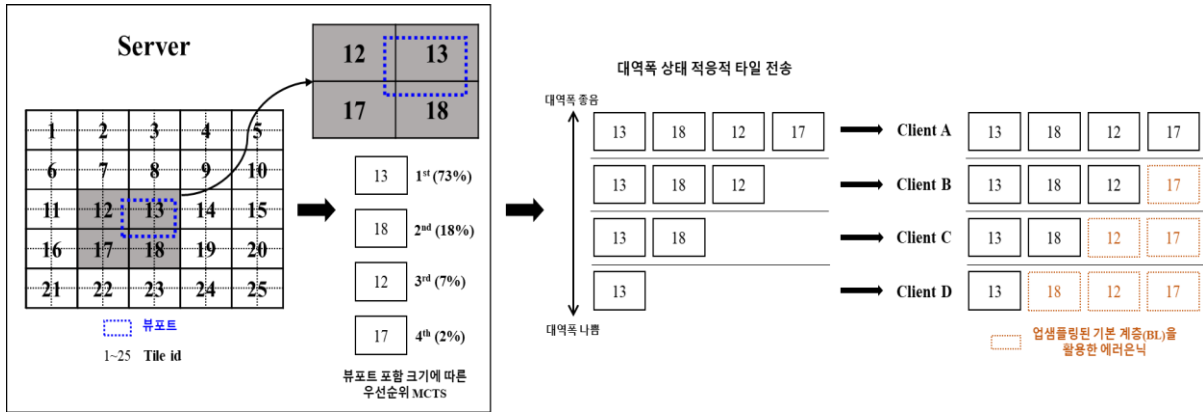 Server
1 2 3 4 5
6 7 8 9 10
11 12 13 14 15
16 17 18 19 20
21 22 23 24 25
뷰포트
1~25 Tile id
12 13
17 18
13 1st (73%)
18 2nd (18%)
12 3rd (7%)
17 4th (2%)
뷰포트 포함 크기에 따른
우선순위 MCTS
대역폭 상태 적응적 타일 전송
대역폭 좋음
13 18 12 17 Client A 13 18 12 17
13 18 12 Client B 13 18 12 17
13 18 Client C 13 18 12 17
13 Client D 13 18 12 17
대역폭 나쁨
업샘플링된 기본 계층(BL)을
활용한 에러은닉